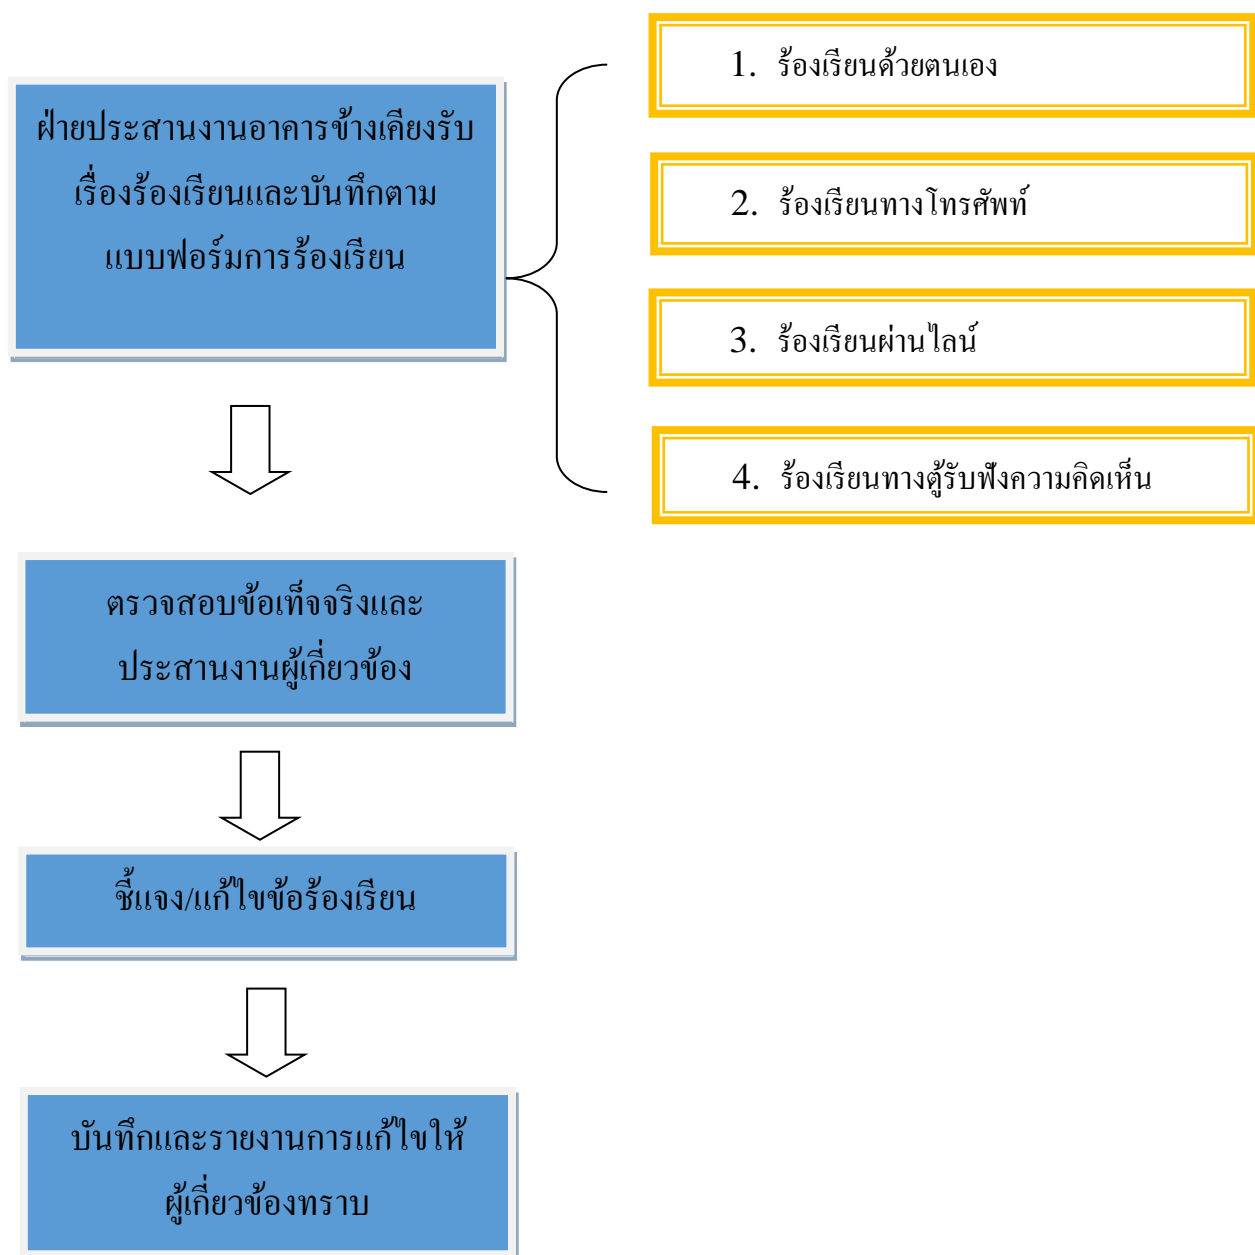 ฝ่ายประสานงานอาคารข้างเคียงรับ
เรื่องร้องเรียนและบันทึกตาม
แบบฟอร์มการร้องเรียน
1. ร้องเรียนด้วยตนเอง
2. ร้องเรียนทางโทรศัพท์
3. ร้องเรียนผ่านไลน์
4. ร้องเรียนทางตู้รับฟังความคิดเห็น
ตรวจสอบข้อเท็จจริงและ
ประสานงานผู้เกี่ยวข้อง
ชี้แจง/แก้ไขข้อร้องเรียน
บันทึกและรายงานการแก้ไขให้
ผู้เกี่ยวข้องทราบ